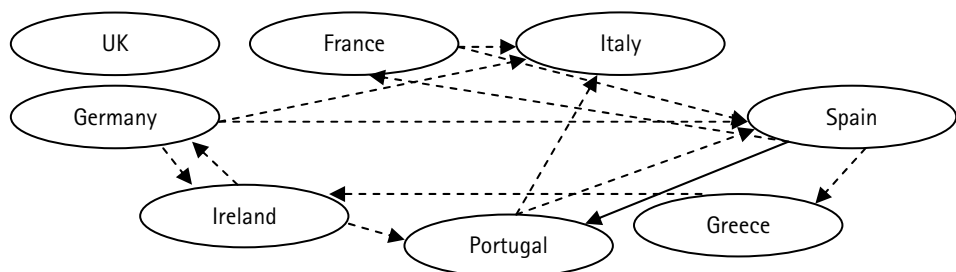 UK
France
Italy
Germany
Spain
Ireland
Portugal
Greece